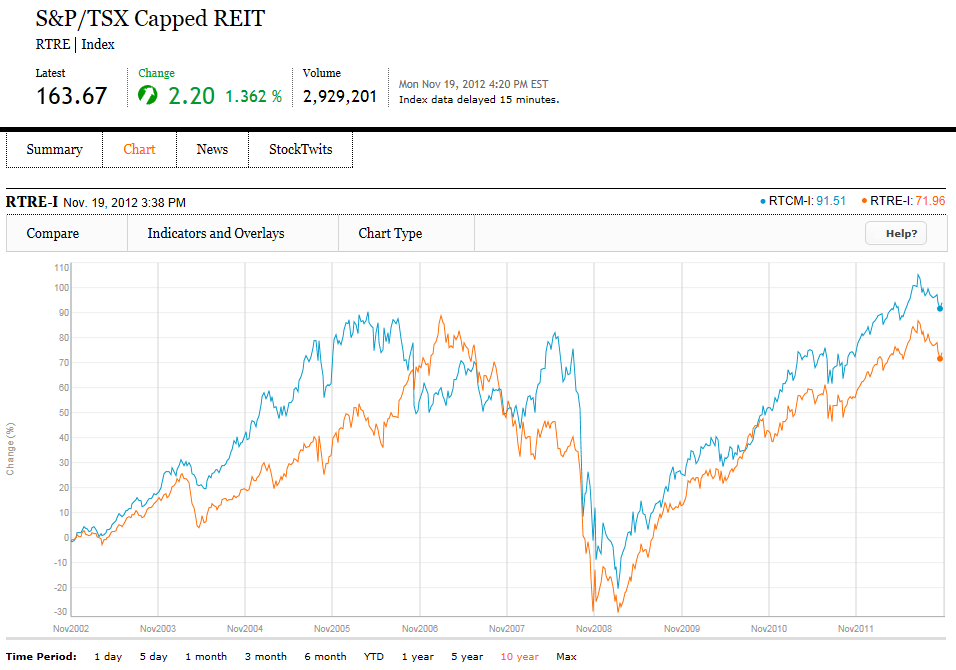 S&P/TSX Capped REIT
RTRE | Index
Latest
163.67
Change
2.20 1.362 %
Volume
2,929,201
Mon Nov 19, 2012 4:20 PM EST
Index data delayed 15 minutes.
Summary Chart News StockTwits
RTRE-I Nov. 19, 2012 3:38 PM
RTCM-I: 91.51 RTRE-I: 71.96
Compare Indicators and Overlays Chart Type Help?
Change (%)
110
100
90
80
70
60
50
40
30
20
10
0
-10
-20
-30
Nov2002 Nov2003 Nov2004 Nov2005 Nov2006 Nov2007 Nov2008 Nov2009 Nov2010 Nov2011
Time Period: 1 day 5 day 1 month 3 month 6 month YTD 1 year 5 year 10 year Max